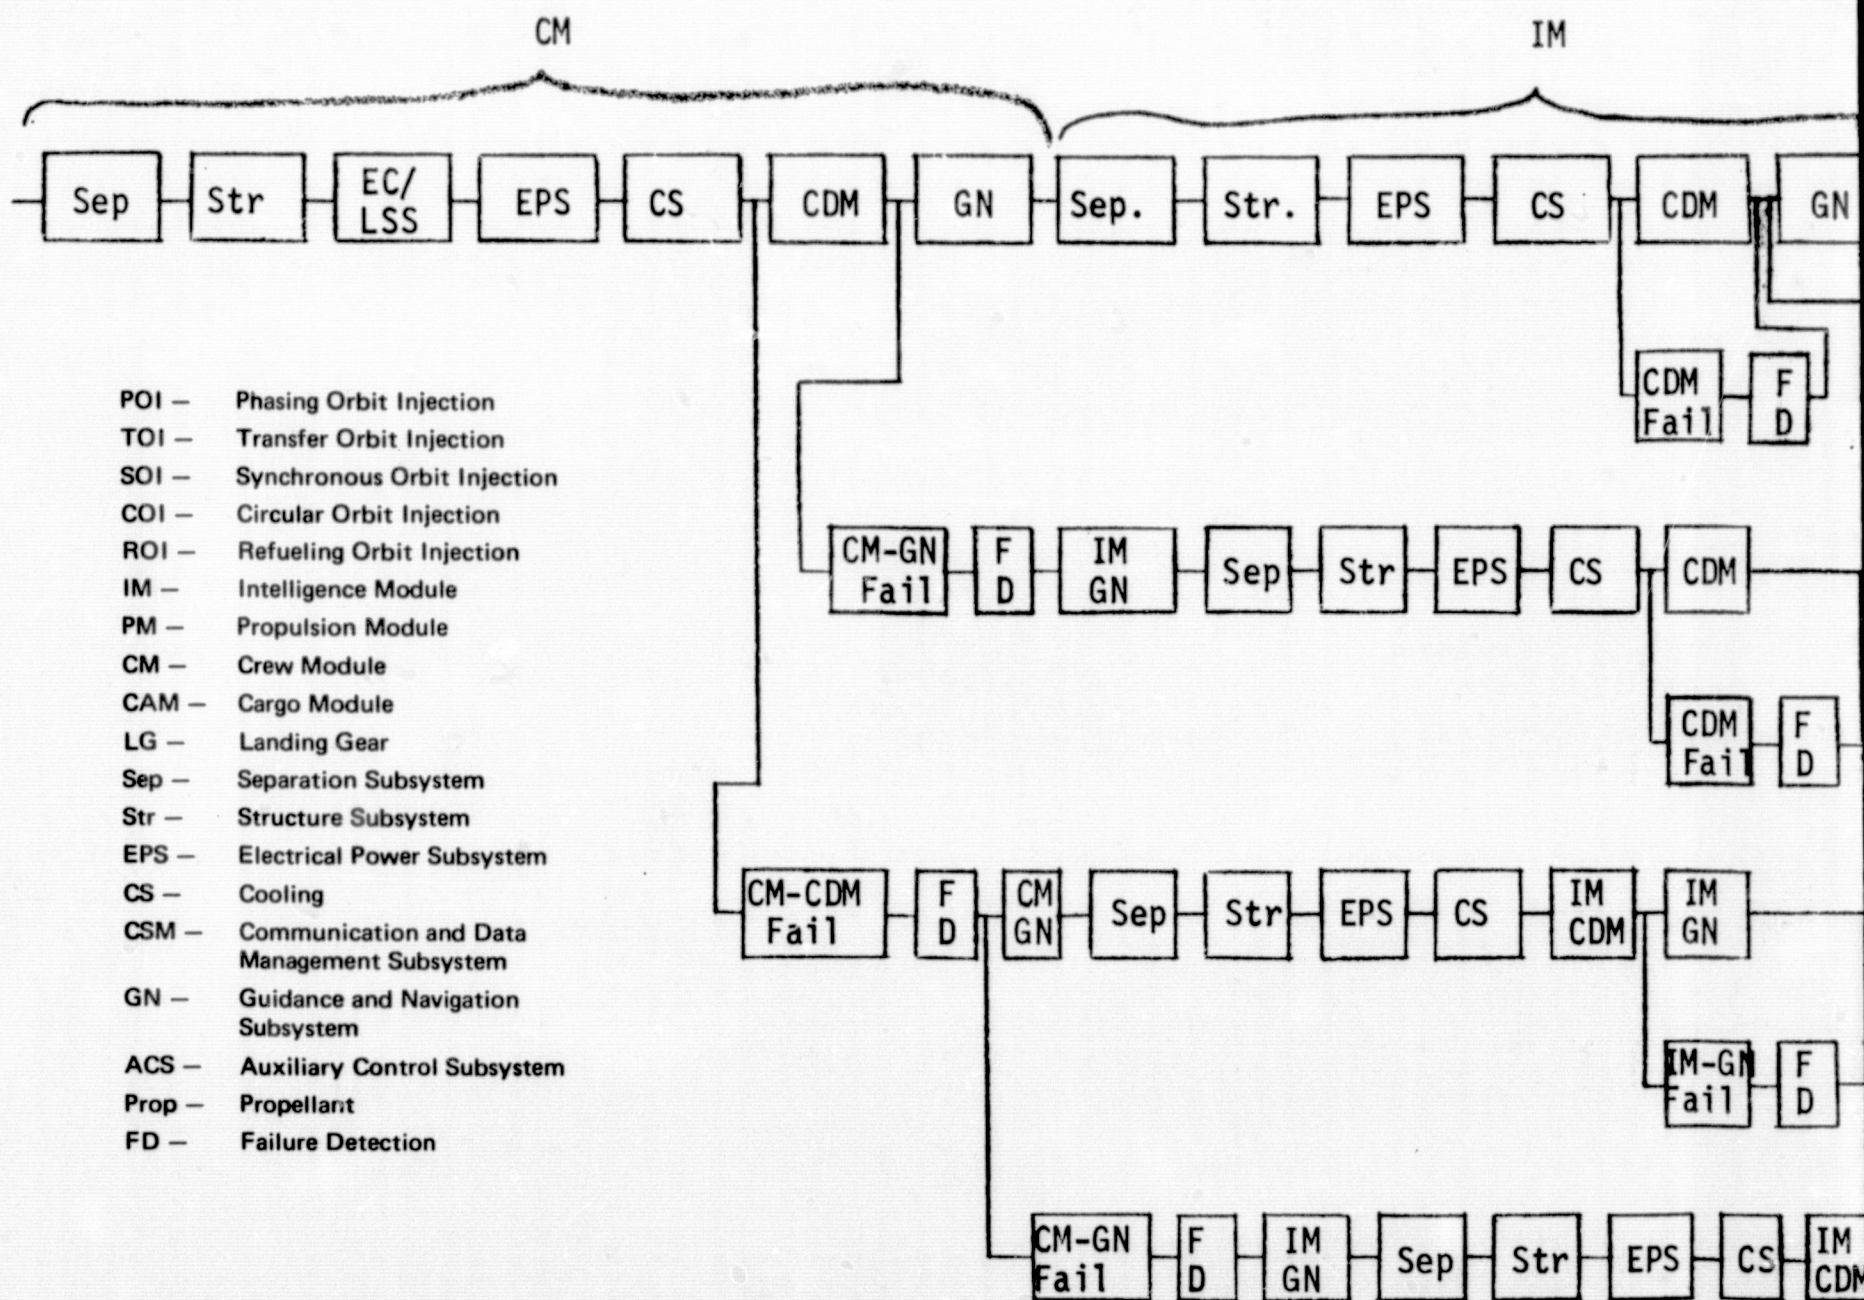 CM
IM
Sep Str EC/ EPS CS CDM GN Sep. Str. EPS CS CDM GN
LSS
CDM F
Fail D
POI — Phasing Orbit Injection
TOI — Transfer Orbit Injection
SOI — Synchronous Orbit Injection
COI — Circular Orbit Injection
ROI — Refueling Orbit Injection
IM — Intelligence Module
PM — Propulsion Module
CM — Crew Module
CAM — Cargo Module
LG — Landing Gear
Sep — Separation Subsystem
Str — Structure Subsystem
EPS — Electrical Power Subsystem
CS — Cooling
CSM — Communication and Data
Management Subsystem
GN — Guidance and Navigation
Subsystem
ACS — Auxiliary Control Subsystem
Prop — Propellant
FD — Failure Detection
CM-GN F IM Sep Str EPS CS CDM
Fail D GN
CDM F
Fail D
CM-CDM F CM Sep Str EPS CS IM IM
Fail D GN CDM GN
IM-GN F
Fail D
CM-GN F IM Sep Str EPS CS IM
Fail D GN CDM